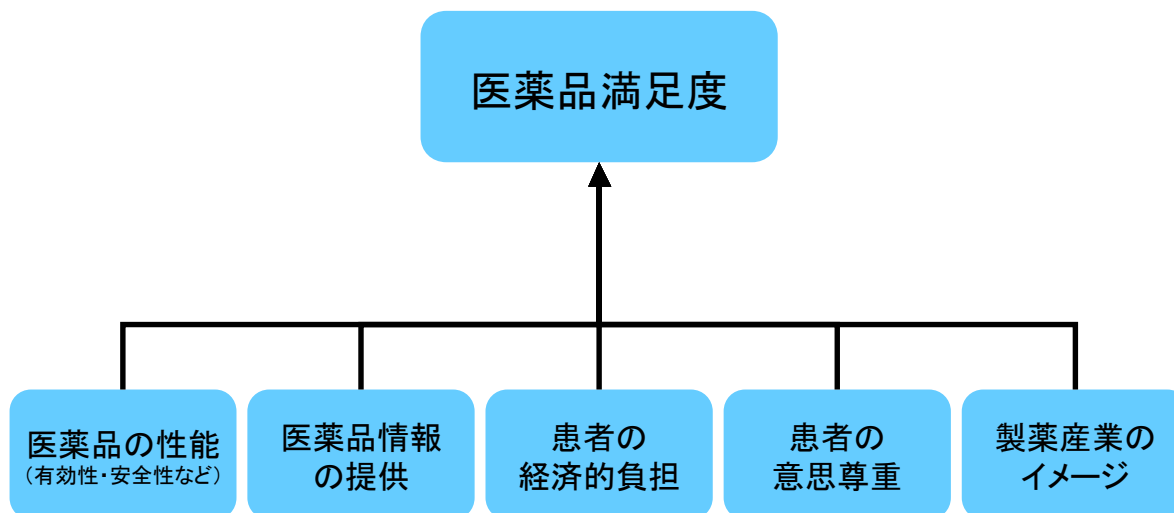 医薬品満足度
医薬品の性能
（有効性・安全性など）
医薬品情報
の提供
患者の
経済的負担
患者の
意思尊重
製薬産業の
イメージ